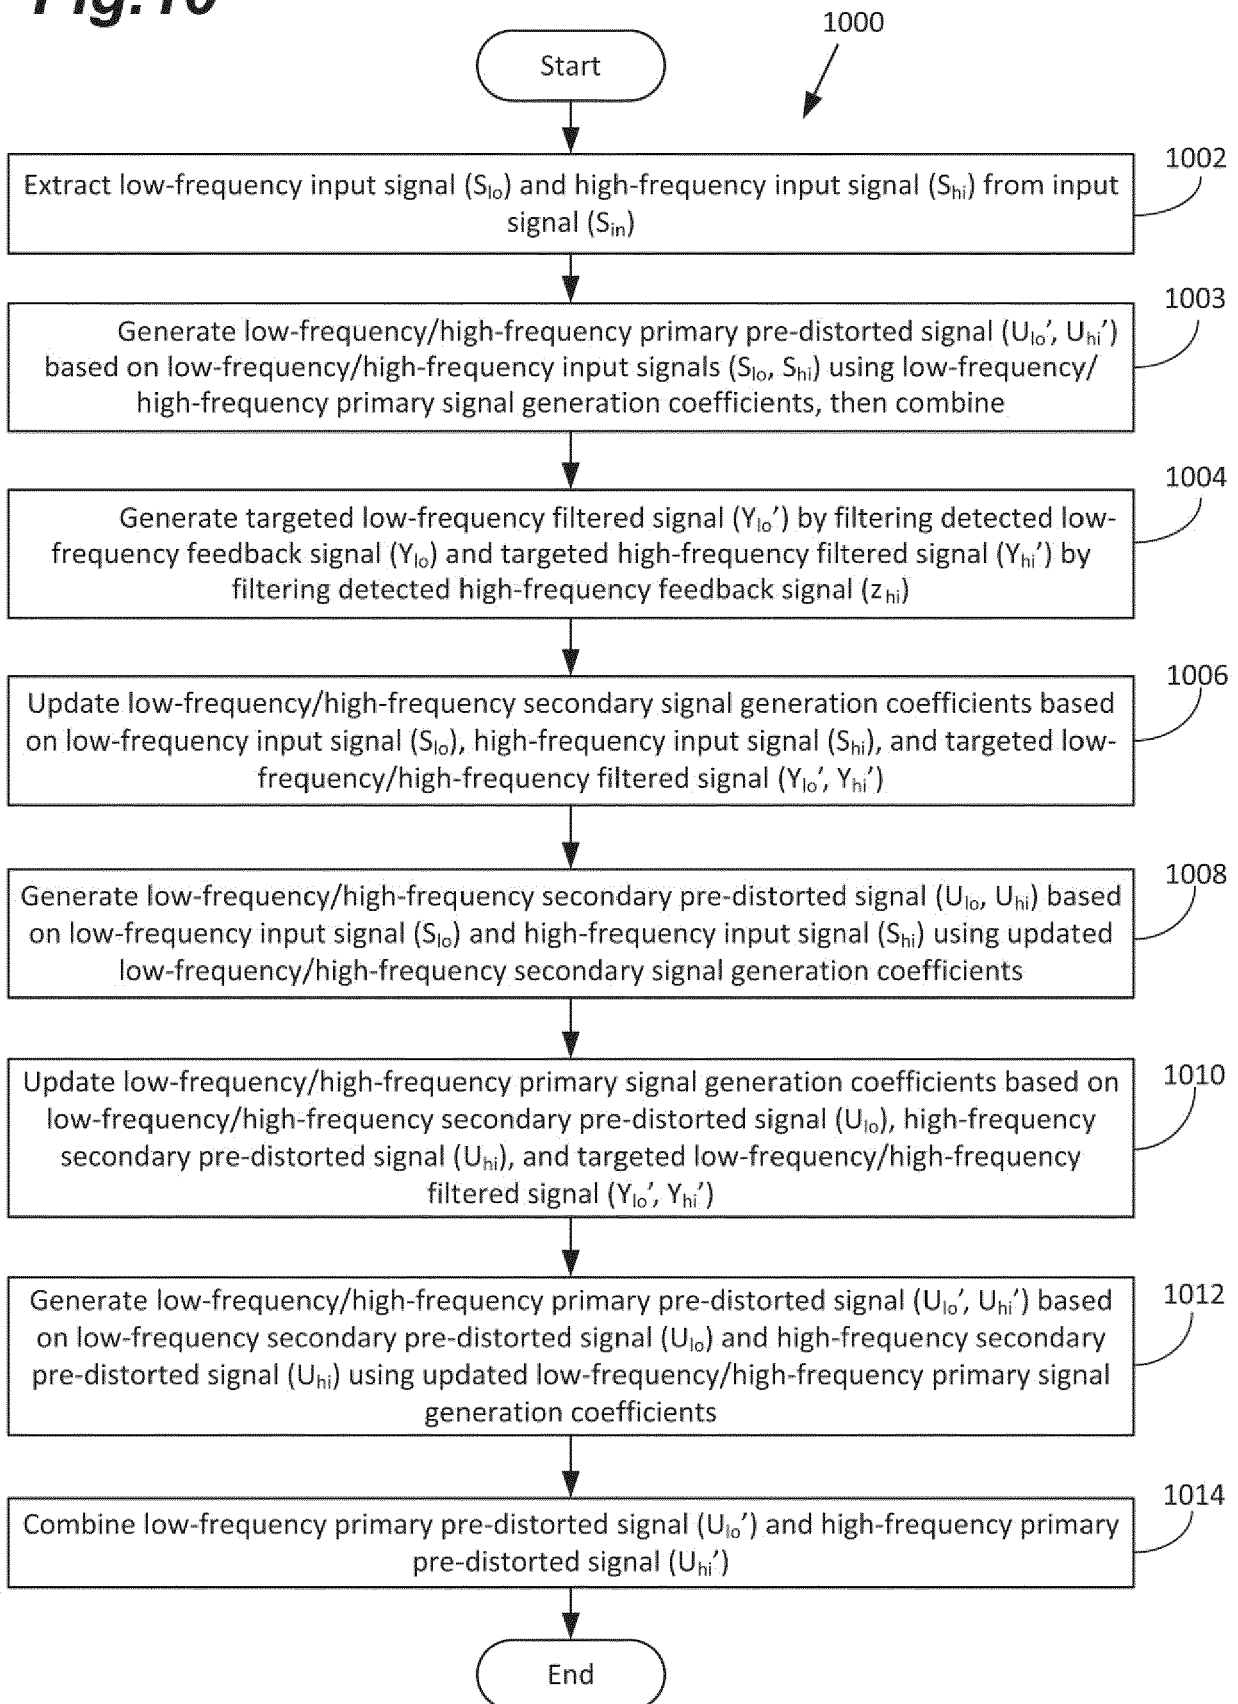 Fig.10
1000
Start
1002
Extract low-frequency input signal (Slo) and high-frequency input signal (Shi) from input
signal (Sin)
1003
Generate low-frequency/high-frequency primary pre-distorted signal (Ulo′, Uhi′)
based on low-frequency/high-frequency input signals (Slo, Shi) using low-frequency/
high-frequency primary signal generation coefficients, then combine
1004
Generate targeted low-frequency filtered signal (Ylo′) by filtering detected low-
frequency feedback signal (Ylo) and targeted high-frequency filtered signal (Yhi′) by
filtering detected high-frequency feedback signal (zhi)
1006
Update low-frequency/high-frequency secondary signal generation coefficients based
on low-frequency input signal (Slo), high-frequency input signal (Shi), and targeted low-
frequency/high-frequency filtered signal (Ylo′, Yhi′)
1008
Generate low-frequency/high-frequency secondary pre-distorted signal (Ulo, Uhi) based
on low-frequency input signal (Slo) and high-frequency input signal (Shi) using updated
low-frequency/high-frequency secondary signal generation coefficients
1010
Update low-frequency/high-frequency primary signal generation coefficients based on
low-frequency/high-frequency secondary pre-distorted signal (Ulo), high-frequency
secondary pre-distorted signal (Uhi), and targeted low-frequency/high-frequency
filtered signal (Ylo′, Yhi′)
1012
Generate low-frequency/high-frequency primary pre-distorted signal (Ulo′, Uhi′) based
on low-frequency secondary pre-distorted signal (Ulo) and high-frequency secondary
pre-distorted signal (Uhi) using updated low-frequency/high-frequency primary signal
generation coefficients
1014
Combine low-frequency primary pre-distorted signal (Ulo′) and high-frequency primary
pre-distorted signal (Uhi′)
End